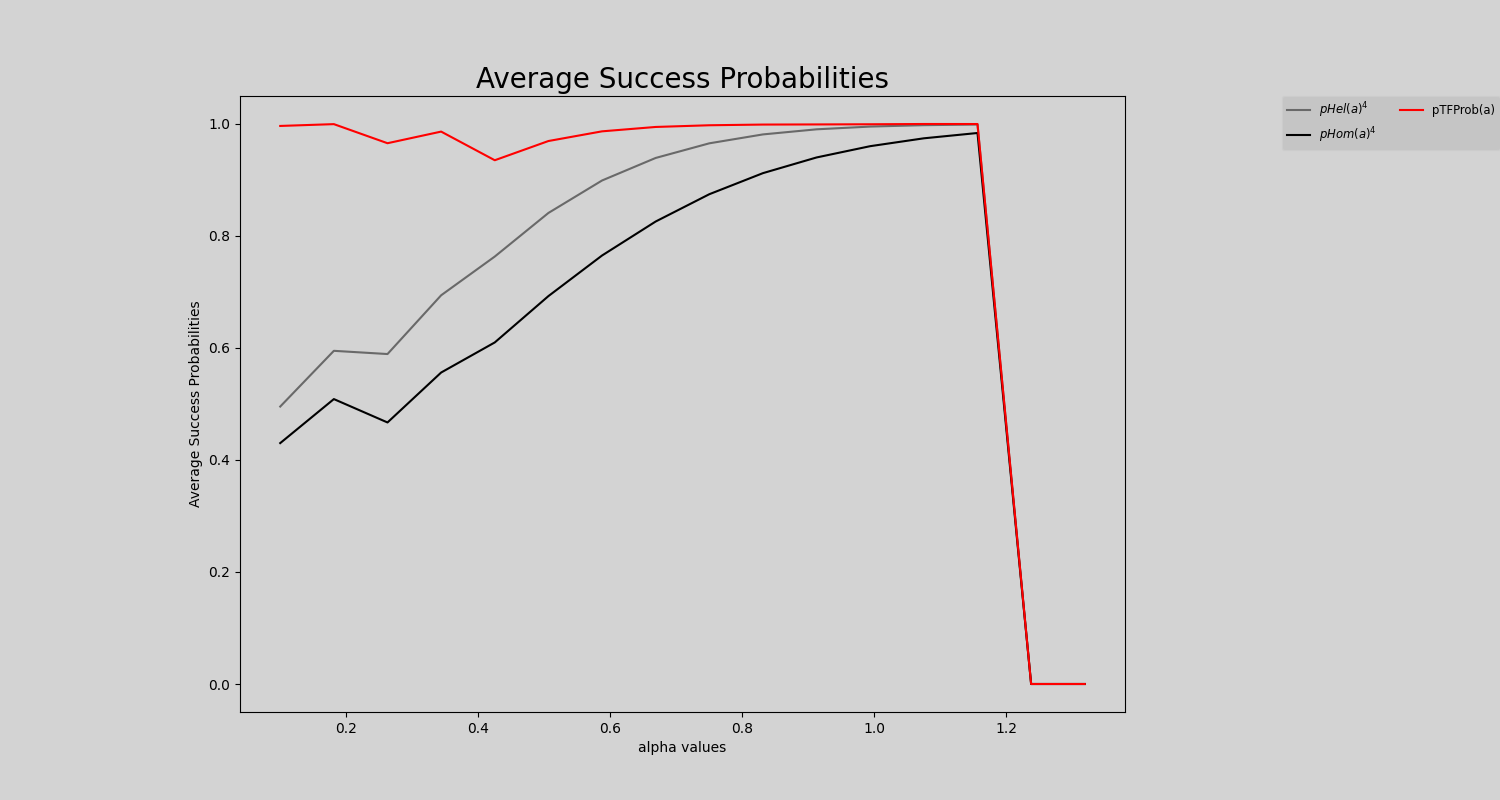 Average Success Probabilities
pHel(a)⁴
pTFProb(a)
pHom(a)⁴
1.0
0.8
0.6
0.4
0.2
0.0
Average Success Probabilities
0.2 0.4 0.6 0.8 1.0 1.2
alpha values